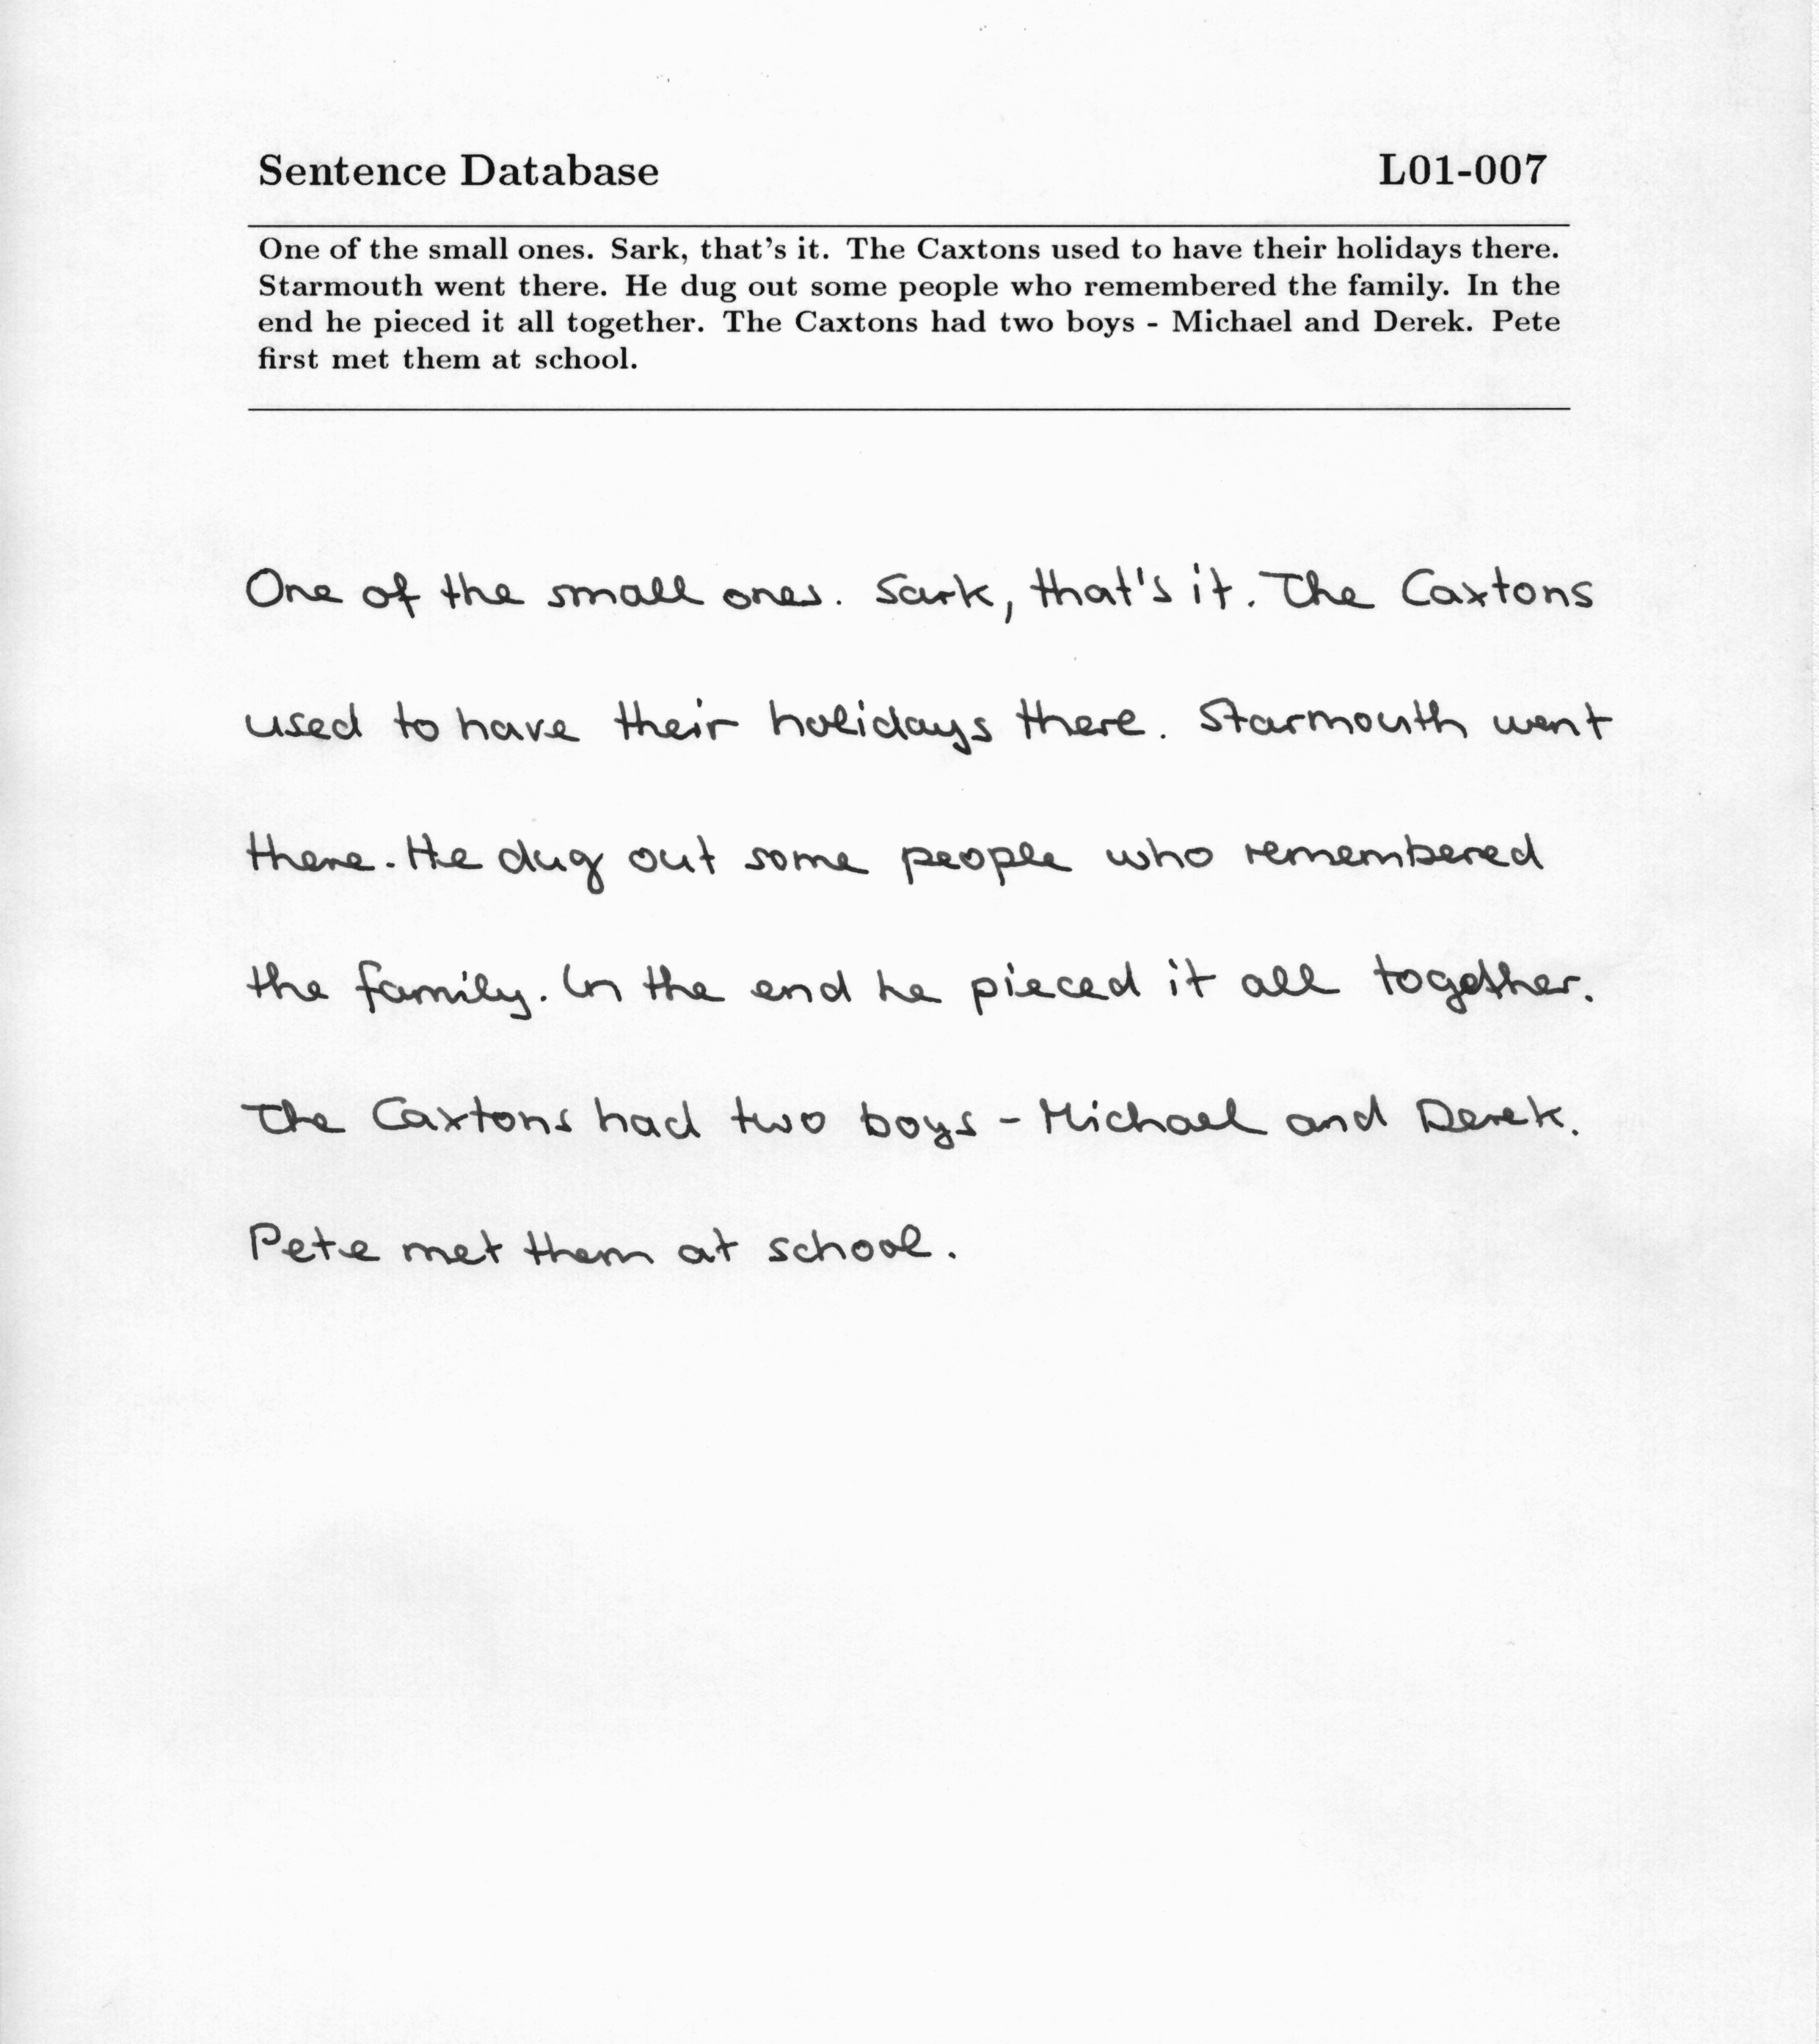 Sentence Database L01-007
One of the small ones. Sark, that's it. The Caxtons used to have their holidays there.
Starmouth went there. He dug out some people who remembered the family. In the
end he pieced it all together. The Caxtons had two boys - Michael and Derek. Pete
first met them at school.
One of the small ones. Sark, that's it. The Caxtons
used to have their holidays there. Starmouth went
there. He dug out some people who remembered
the family. In the end he pieced it all together.
The Caxtons had two boys - Michael and Derek.
Pete met them at school.